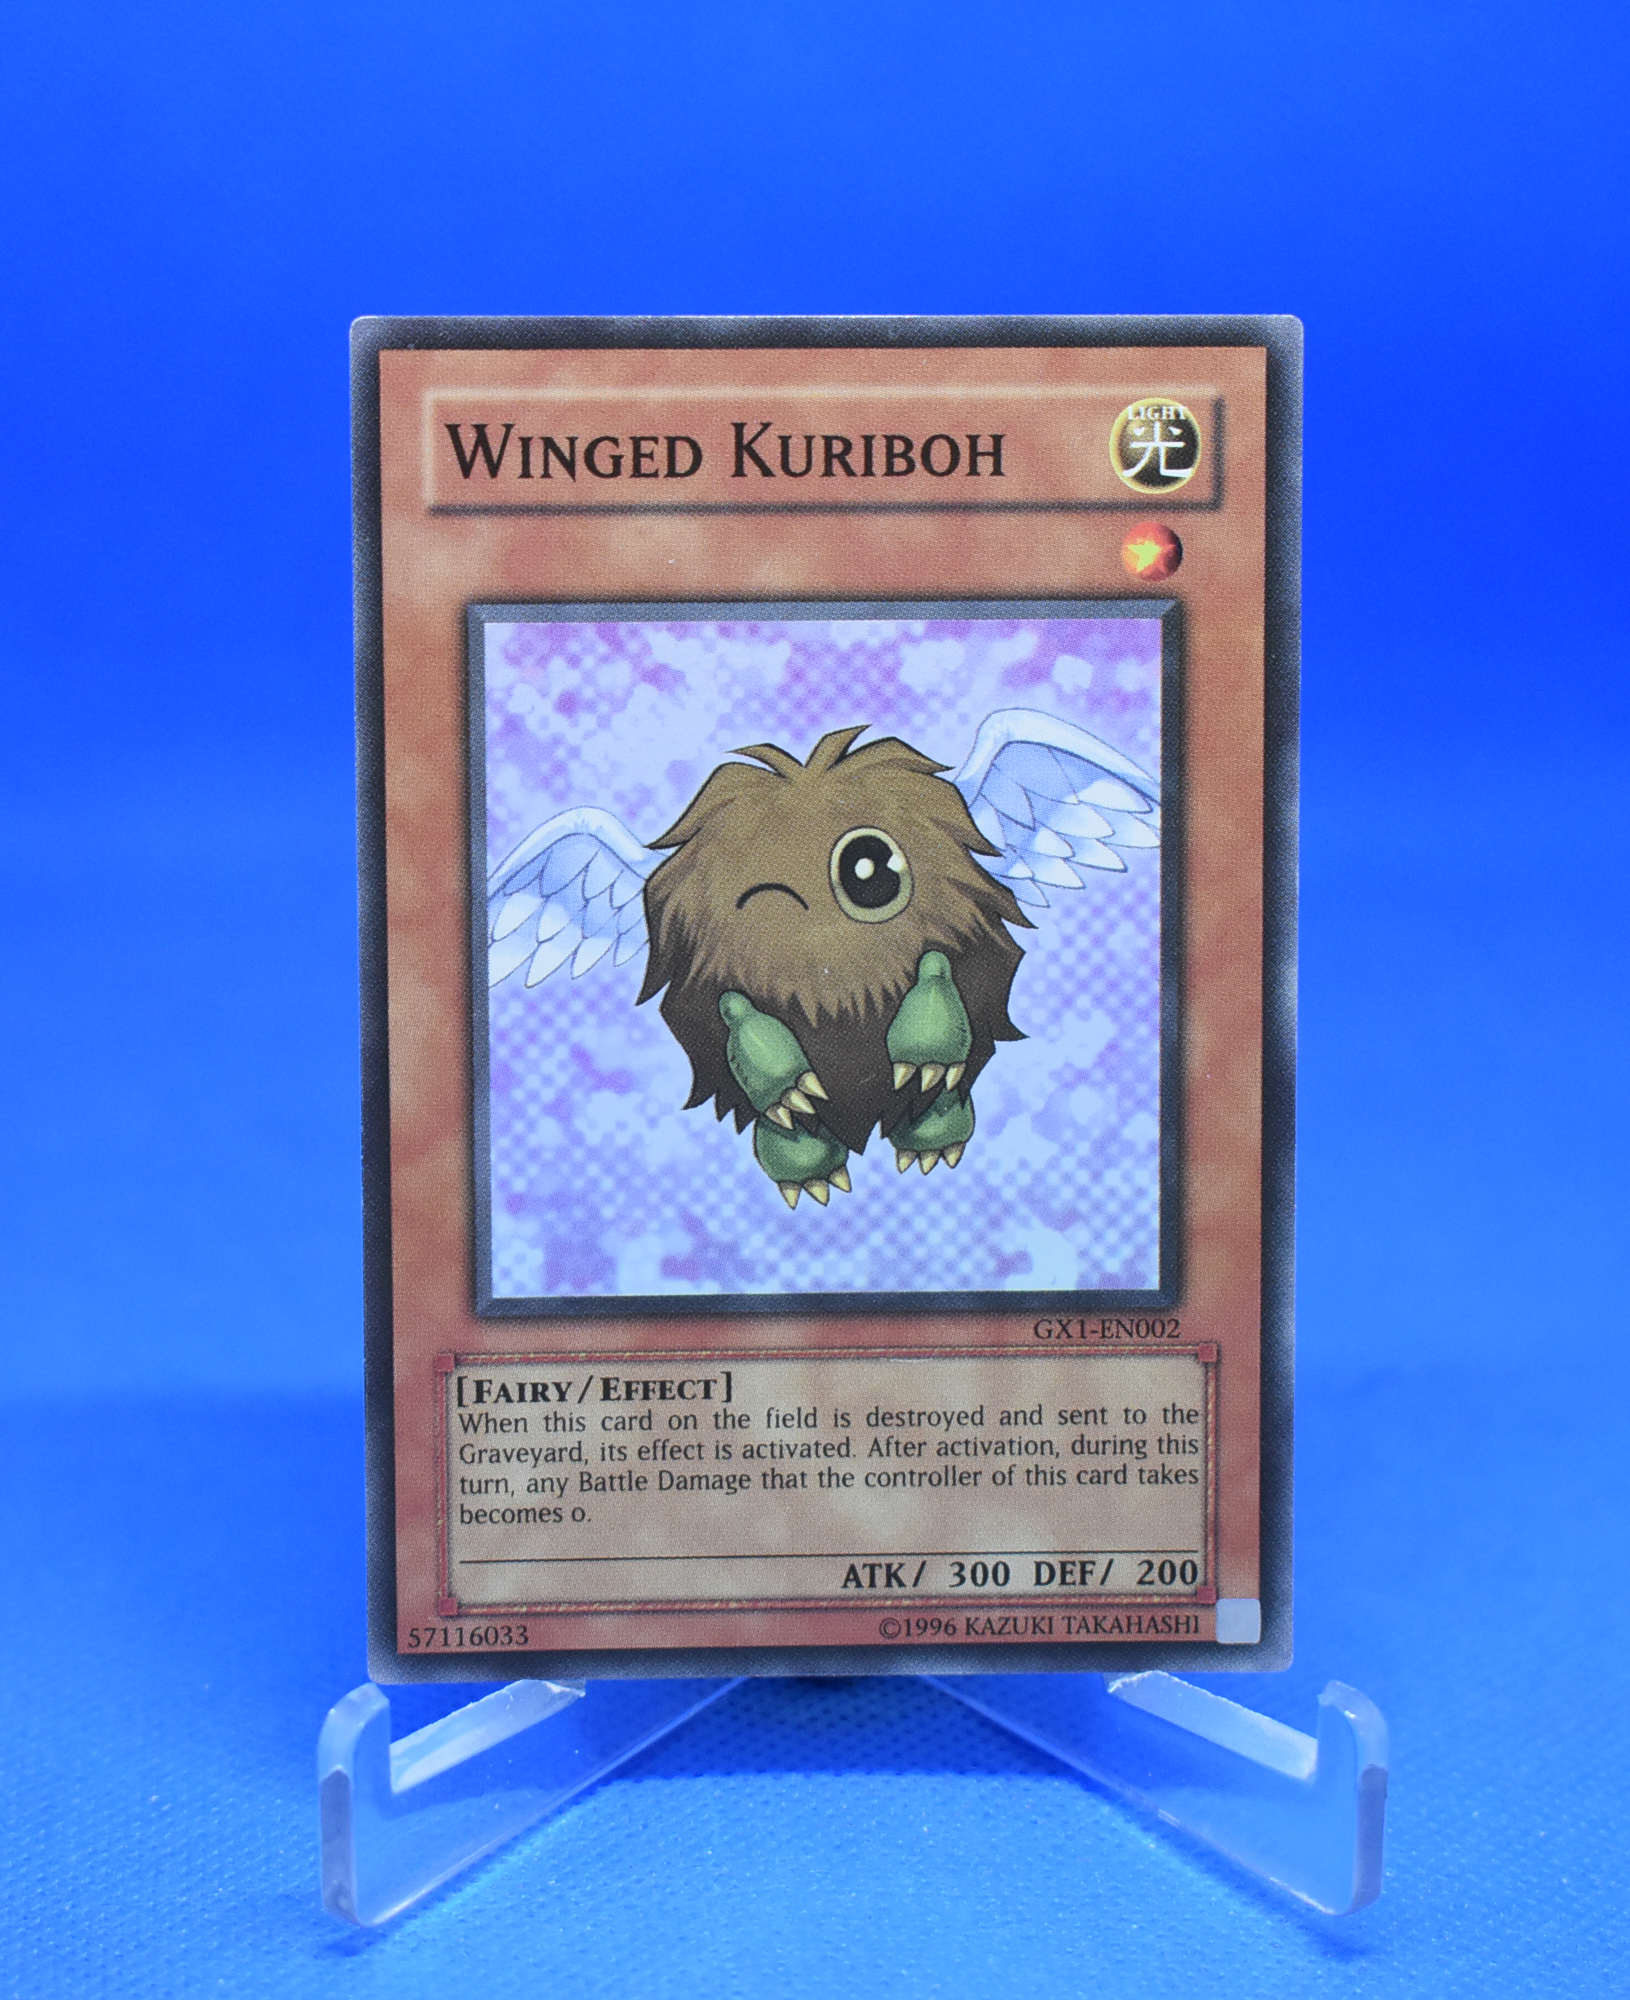 WINGED KURIBOH
LIGHT
光
GX1-EN002
[FAIRY/EFFECT]
When this card on the field is destroyed and sent to the
Graveyard, its effect is activated. After activation, during this
turn, any Battle Damage that the controller of this card takes
becomes 0.
ATK/ 300 DEF/ 200
57116033
©1996 KAZUKI TAKAHASHI